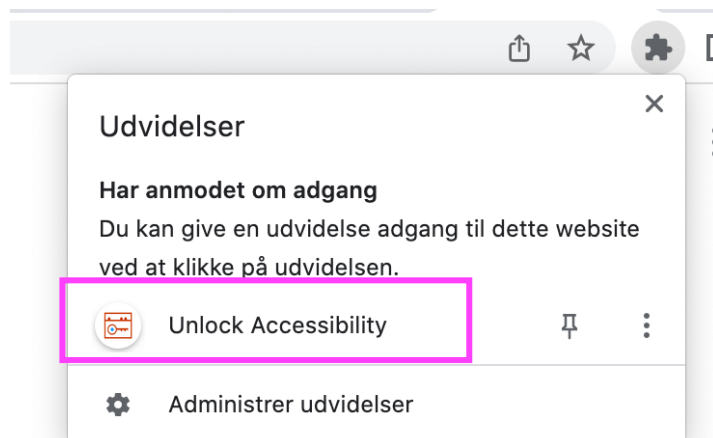 Udvidelser
Har anmodet om adgang
Du kan give en udvidelse adgang til dette website
ved at klikke på udvidelsen.
Unlock Accessibility
Administrer udvidelser